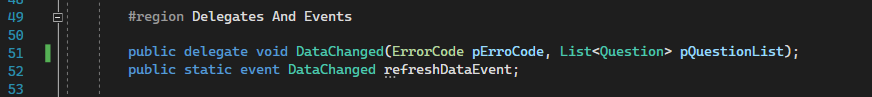 49 #region Delegates And Events
50
51 public delegate void DataChanged(ErrorCode pErroCode, List<Question> pQuestionList);
52 public static event DataChanged refreshDataEvent;
53